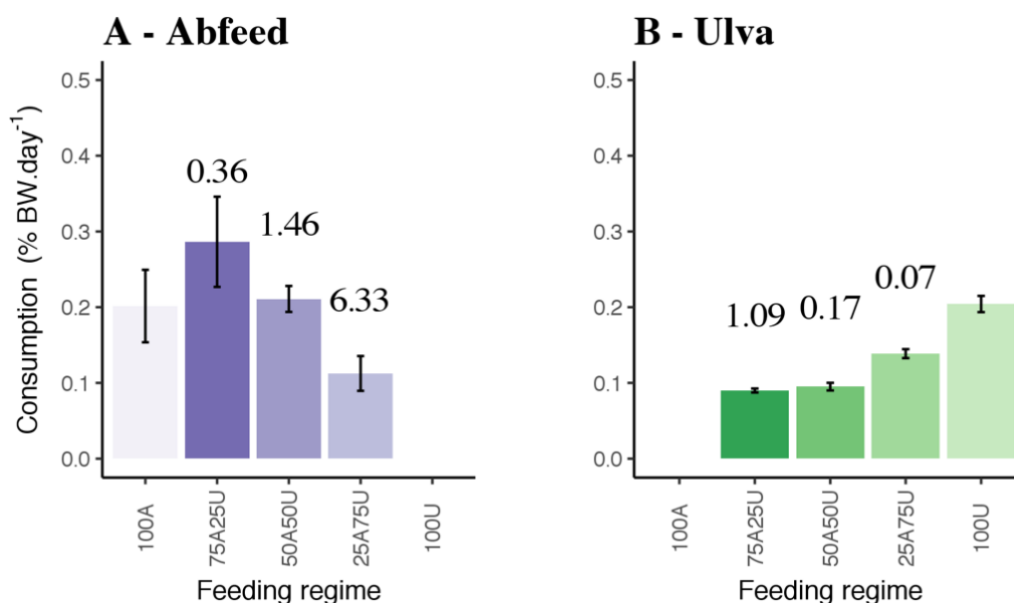 A - Abfeed
Consumption (% BW.day-1)
0.5
0.4
0.3
0.2
0.1
0.0
0.36
1.46
6.33
100A
75A25U
50A50U
25A75U
100U
Feeding regime
B - Ulva
0.5
0.4
0.3
0.2
0.1
0.0
1.09
0.17
0.07
100A
75A25U
50A50U
25A75U
100U
Feeding regime